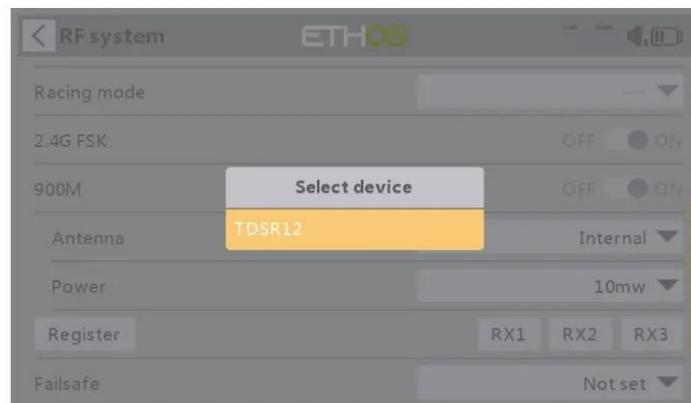 RF system ETHOS
Racing mode ---
2.4G FSK OFF ON
900M OFF ON
Select device
TDSR12
Antenna Internal
Power 10mw
Register RX1 RX2 RX3
Failsafe Not set